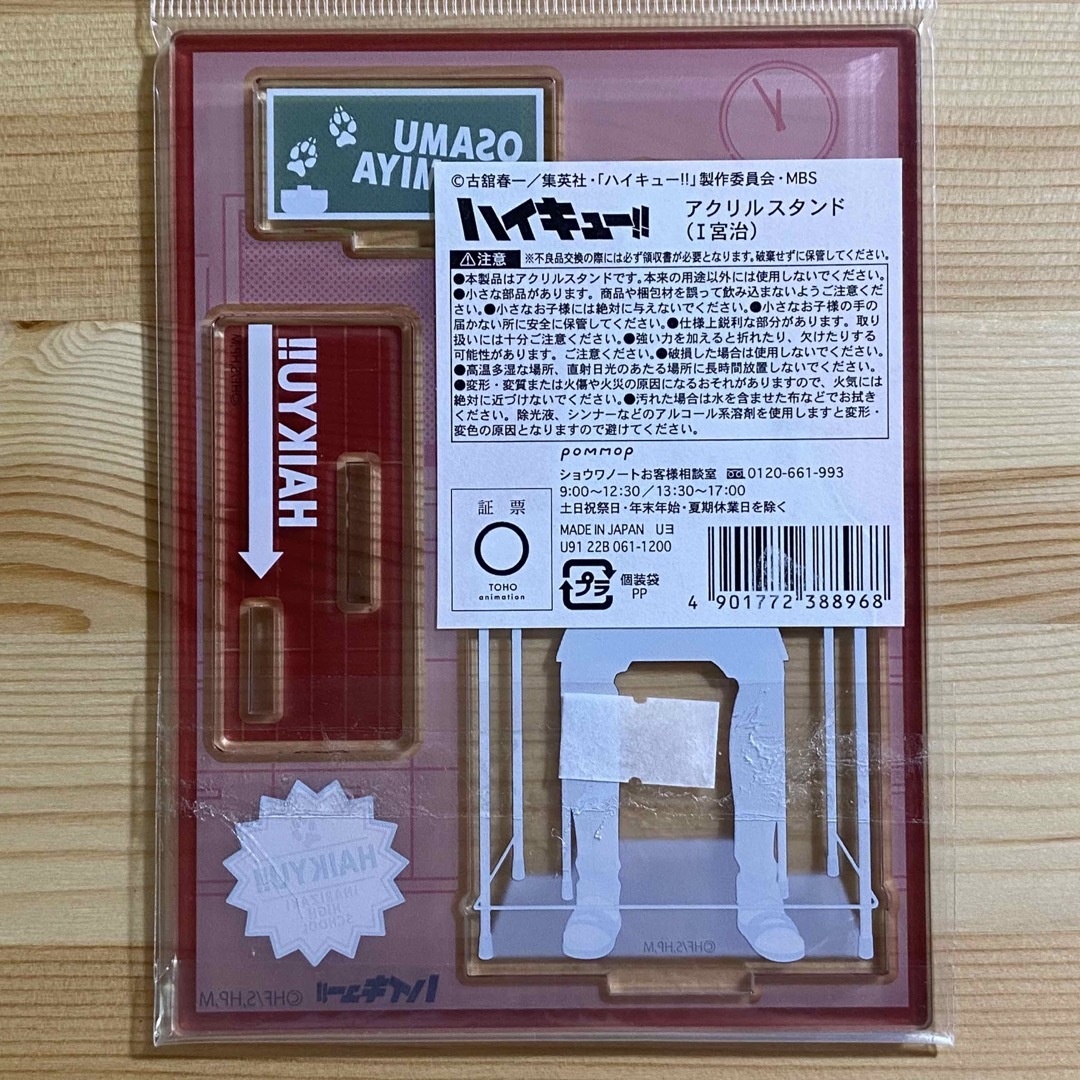 OSAMU
MIYA
©古舘春一／集英社・「ハイキュー!!」製作委員会・MBS
ハイキュー!!
アクリルスタンド
（I 宮治）
⚠注意 ※不良品交換の際には必ず領収書が必要となります。破棄せずに保管してください。
●本製品はアクリルスタンドです。本来の用途以外には使用しないでください。
●小さな部品があります。商品や梱包材を誤って飲み込まないようご注意くだ
さい。●小さなお子様には絶対に与えないでください。●小さなお子様の手の
届かない所に安全に保管してください。●仕様上鋭利な部分があります。取り
扱いには十分ご注意ください。●強い力を加えると折れたり、欠けたりする
可能性があります。ご注意ください。●破損した場合は使用しないでください。
●高温多湿な場所、直射日光のあたる場所に長時間放置しないでください。
●変形・変質または火傷や火災の原因になるおそれがありますので、火気には
絶対に近づけないでください。●汚れた場合は水を含ませた布などでお拭き
ください。除光液、シンナーなどのアルコール系溶剤を使用しますと変形・
変色の原因となりますので避けてください。
pommop
ショウワノートお客様相談室 0120-661-993
9:00〜12:30／13:30〜17:00
土日祝祭日・年末年始・夏期休業日を除く
証票
TOHO
animation
MADE IN JAPAN Uヨ
U91 22B 061-1200
プラ
個装袋
PP
4 901772 388968
HAIKYU!!
HAIKYU!!
INARIZAKI
HIGH
SCHOOL
©HF/S,HP,M
ハイキュー!!
©HF/S,HP,M